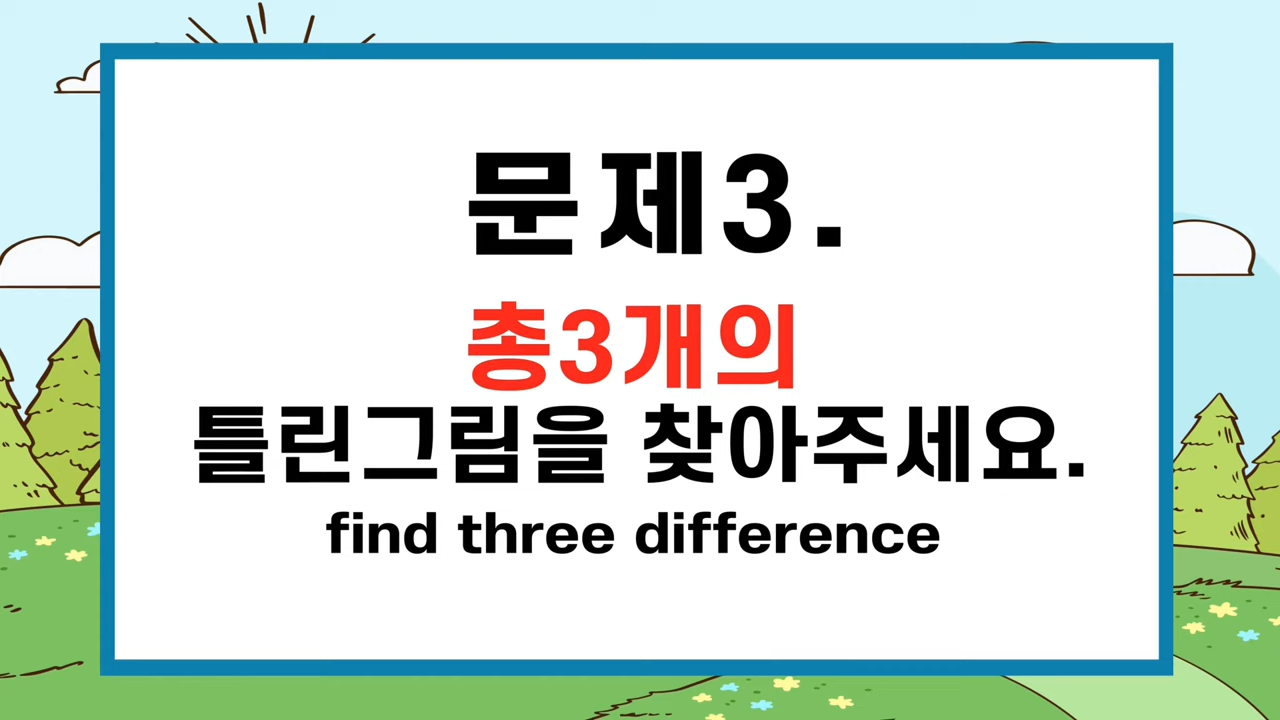 문제3.
총3개의
틀린그림을 찾아주세요.
find three difference